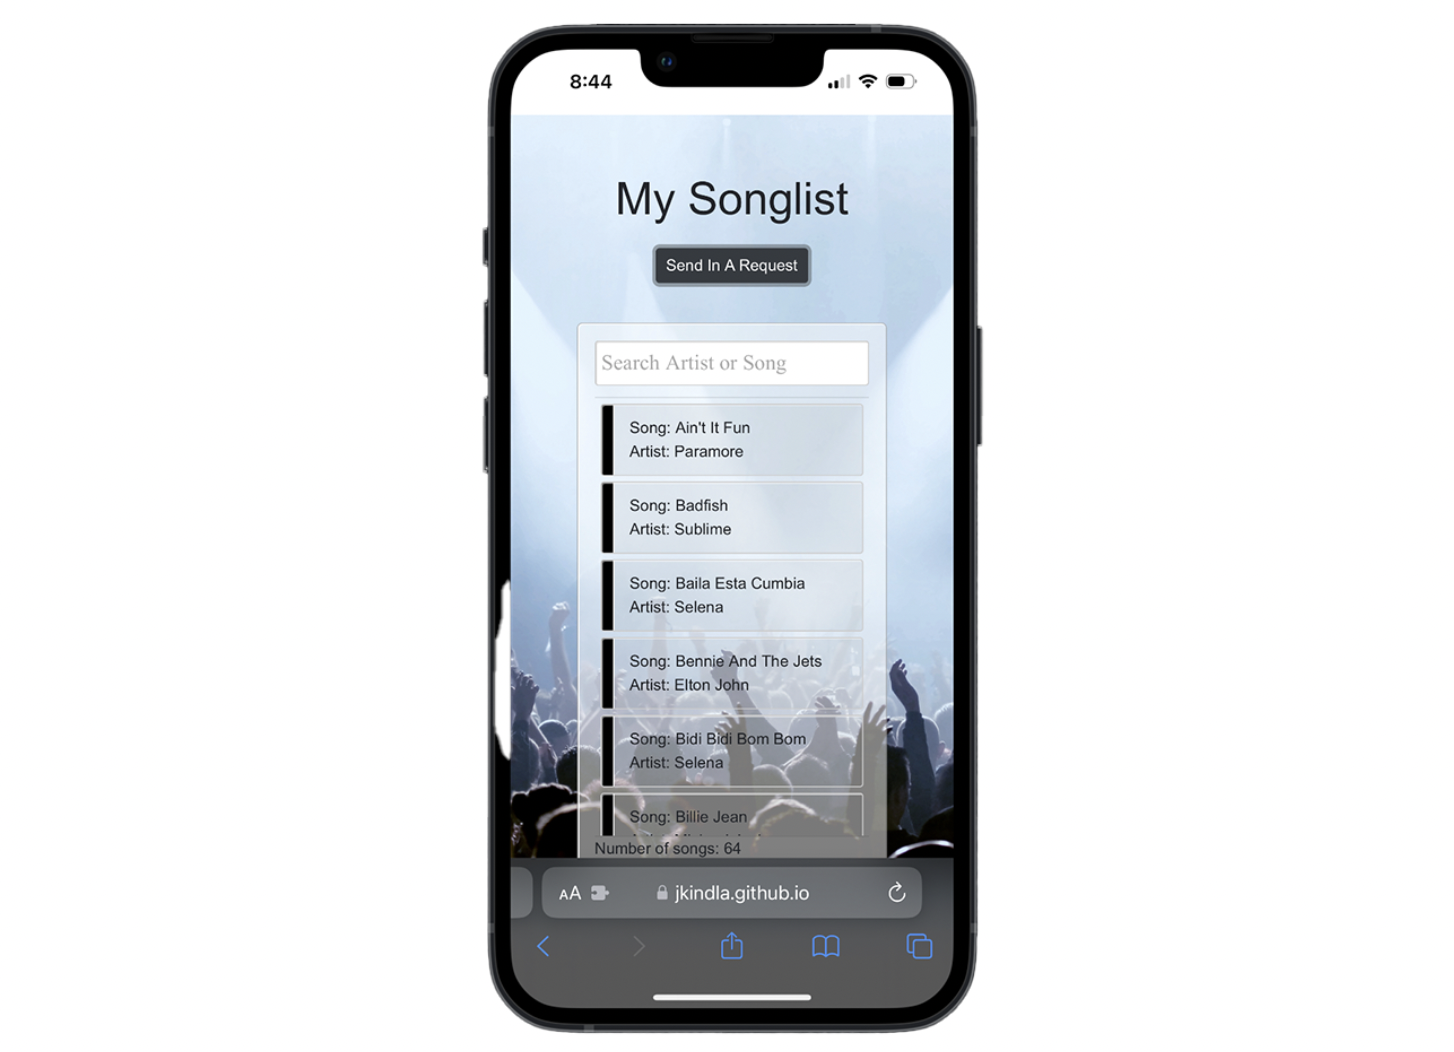 8:44
My Songlist
Send In A Request
Search Artist or Song
Song: Ain't It Fun
Artist: Paramore
Song: Badfish
Artist: Sublime
Song: Baila Esta Cumbia
Artist: Selena
Song: Bennie And The Jets
Artist: Elton John
Song: Bidi Bidi Bom Bom
Artist: Selena
Song: Billie Jean
Number of songs: 64
AA jkindla.github.io